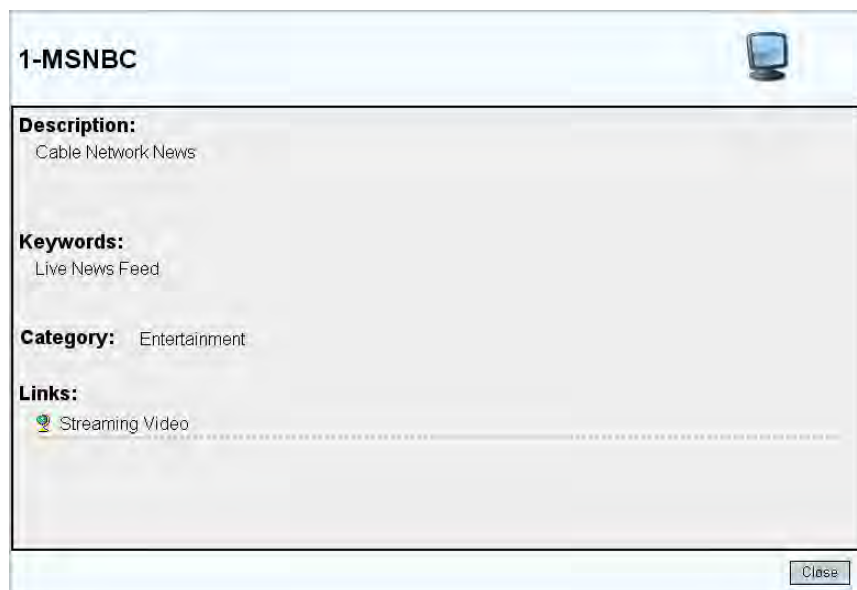 1-MSNBC
Description:
Cable Network News
Keywords:
Live News Feed
Category: Entertainment
Links:
Streaming Video
Close